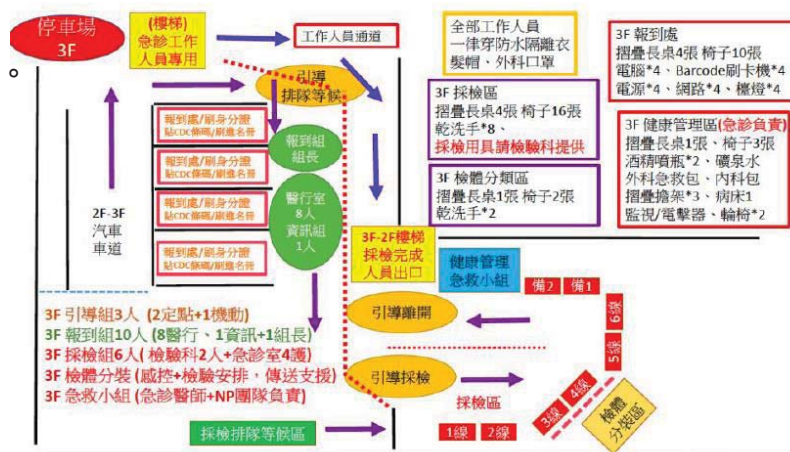 停車場
3F
(樓梯)
急診工作
人員專用
工作人員通道
引導
排隊等候
報到處/刷身分證
貼CDC條碼/刷進名冊
報到處/刷身分證
貼CDC條碼/刷進名冊
報到處/刷身分證
貼CDC條碼/刷進名冊
報到處/刷身分證
貼CDC條碼/刷進名冊
報到組
組長
醫行室
8人
資訊組
1人
2F-3F
汽車
車道
3F 引導組3人 (2定點+1機動)
3F 報到組10人 (8醫行、1資訊+1組長)
3F 採檢組6人( 檢驗科2人+急診室4護)
3F 檢體分裝 (感控+檢驗安排，傳送支援)
3F 急救小組 (急診醫師+NP團隊負責)
採檢排隊等候區
全部工作人員
一律穿防水隔離衣
髮帽、外科口罩
3F 採檢區
摺疊長桌4張 椅子16張
乾洗手*8、
採檢用具請檢驗科提供
3F 檢體分類區
摺疊長桌1張 椅子2張
乾洗手*2
3F 報到處
摺疊長桌4張 椅子10張
電腦*4、Barcode刷卡機*4
電源*4、網路*4、檯燈*4
3F 健康管理區(急診負責)
摺疊長桌1張、椅子3張
酒精噴瓶*2、礦泉水
外科急救包、內科包
摺疊擔架*3、病床1
監視/電擊器、輪椅*2
3F-2F樓梯
採檢完成
人員出口
健康管理
急救小組
備2
備1
引導離開
6線
5線
引導採檢
採檢區
4線
3線
1線
2線
檢體
分裝區